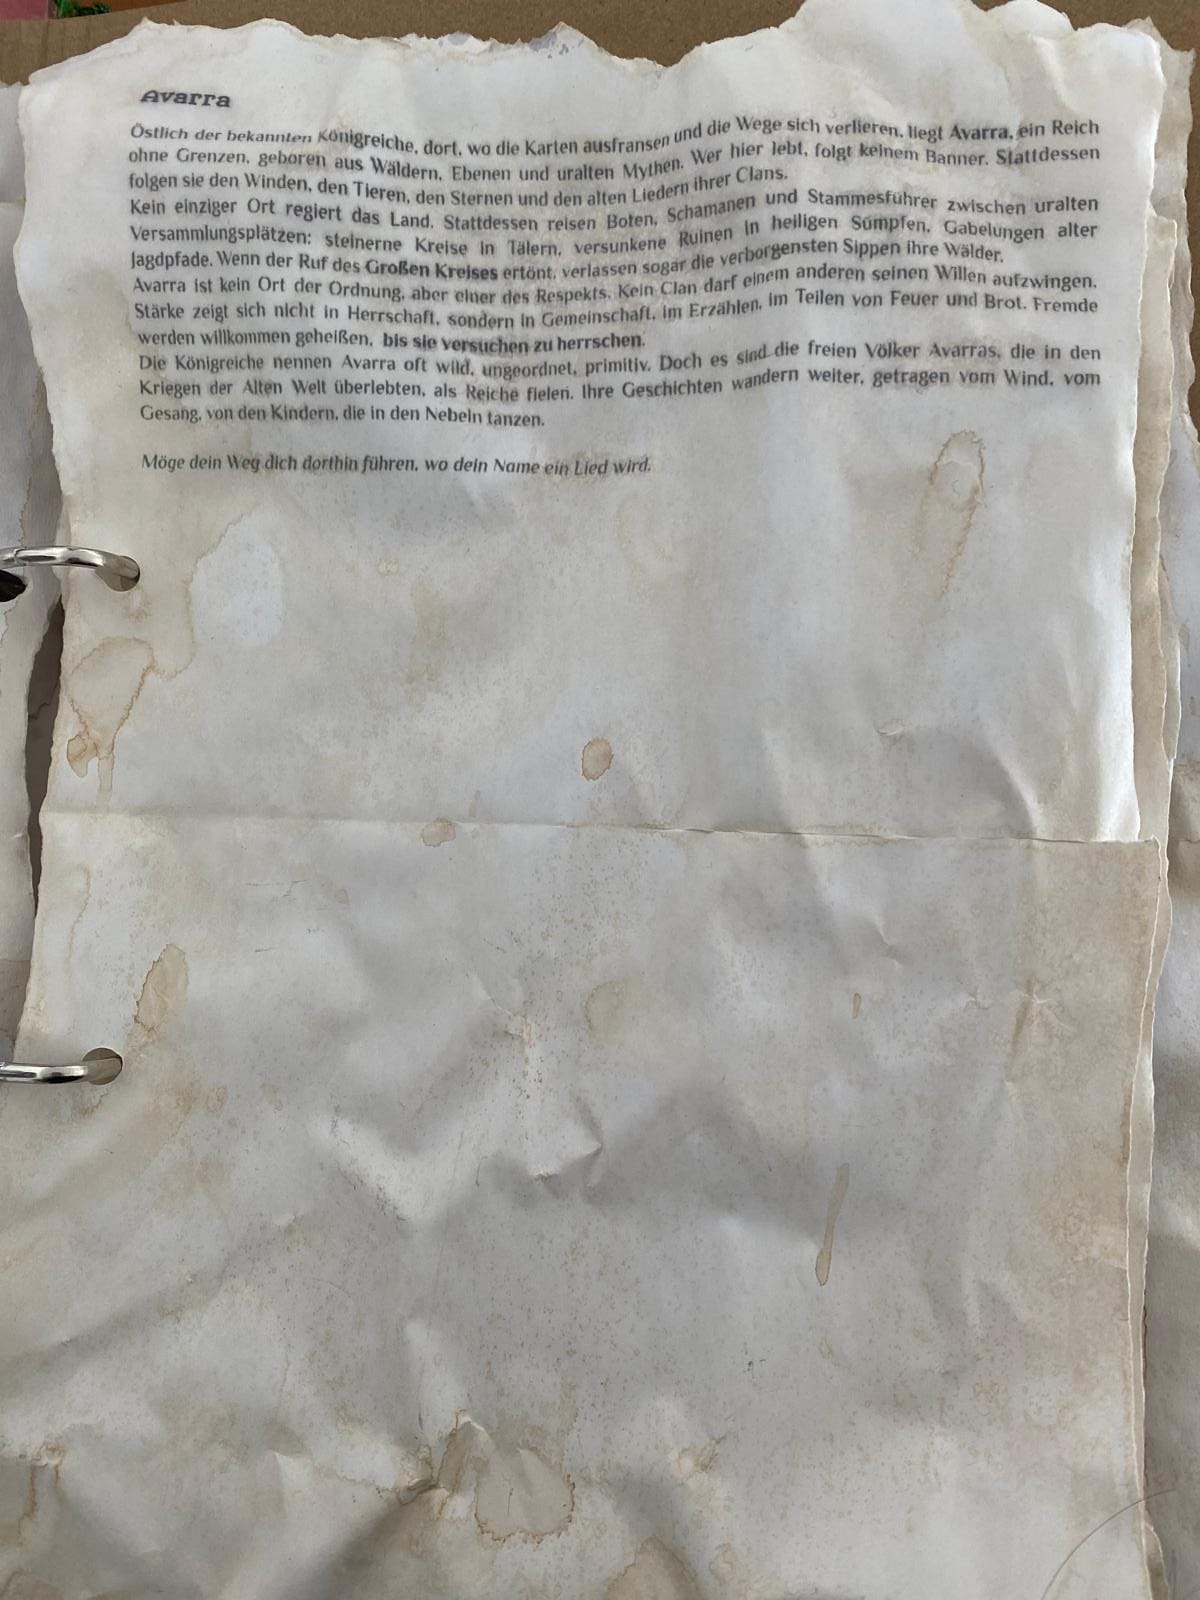 Avarra
Östlich der bekannten Königreiche, dort, wo die Karten ausfransen und die Wege sich verlieren, liegt Avarra, ein Reich
ohne Grenzen, geboren aus Wäldern, Ebenen und uralten Mythen. Wer hier lebt, folgt keinem Banner. Stattdessen
folgen sie den Winden, den Tieren, den Sternen und den alten Liedern ihrer Clans.
Kein einziger Ort regiert das Land. Stattdessen reisen Boten, Schamanen und Stammesführer zwischen uralten
Versammlungsplätzen: steinerne Kreise in Tälern, versunkene Ruinen in heiligen Sümpfen, Gabelungen alter
Jagdpfade. Wenn der Ruf des Großen Kreises ertönt, verlassen sogar die verborgensten Sippen ihre Wälder.
Avarra ist kein Ort der Ordnung, aber einer des Respekts. Kein Clan darf einem anderen seinen Willen aufzwingen.
Stärke zeigt sich nicht in Herrschaft, sondern in Gemeinschaft, im Erzählen, im Teilen von Feuer und Brot. Fremde
werden willkommen geheißen, bis sie versuchen zu herrschen.
Die Königreiche nennen Avarra oft wild, ungeordnet, primitiv. Doch es sind die freien Völker Avarras, die in den
Kriegen der Alten Welt überlebten, als Reiche fielen. Ihre Geschichten wandern weiter, getragen vom Wind, vom
Gesang, von den Kindern, die in den Nebeln tanzen.
Möge dein Weg dich dorthin führen, wo dein Name ein Lied wird.